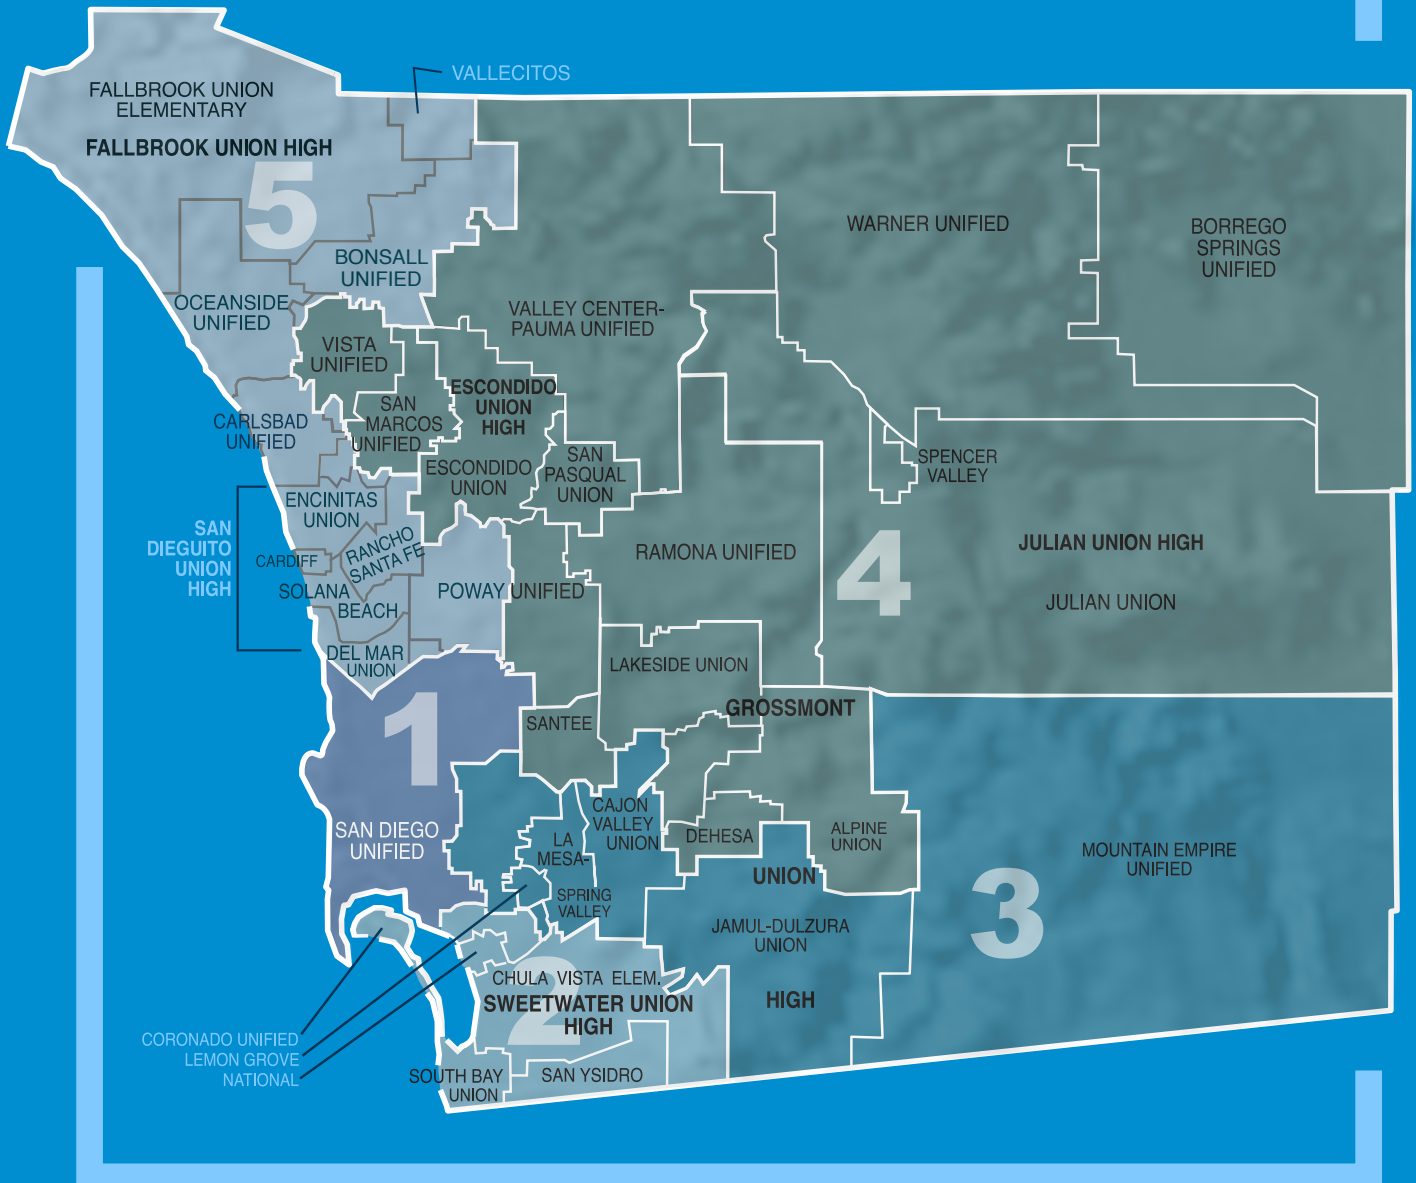 VALLECITOS
FALLBROOK UNION
ELEMENTARY
FALLBROOK UNION HIGH
5
BONSALL
UNIFIED
OCEANSIDE
UNIFIED
WARNER UNIFIED
BORREGO
SPRINGS
UNIFIED
VALLEY CENTER-
PAUMA UNIFIED
VISTA
UNIFIED
ESCONDIDO
UNION
HIGH
SAN
MARCOS
UNIFIED
CARLSBAD
UNIFIED
ESCONDIDO
UNION
SAN
PASQUAL
UNION
SPENCER
VALLEY
ENCINITAS
UNION
SAN
DIEGUITO
UNION
HIGH
CARDIFF
RANCHO
SANTA FE
SOLANA
BEACH
DEL MAR
UNION
POWAY UNIFIED
RAMONA UNIFIED
4
JULIAN UNION HIGH
JULIAN UNION
LAKESIDE UNION
GROSSMONT
SANTEE
1
SAN DIEGO
UNIFIED
CAJON
VALLEY
UNION
LA
MESA-
SPRING
VALLEY
DEHESA
ALPINE
UNION
UNION
JAMUL-DULZURA
UNION
HIGH
3
MOUNTAIN EMPIRE
UNIFIED
2
CHULA VISTA ELEM.
SWEETWATER UNION
HIGH
CORONADO UNIFIED
LEMON GROVE
NATIONAL
SOUTH BAY
UNION
SAN YSIDRO